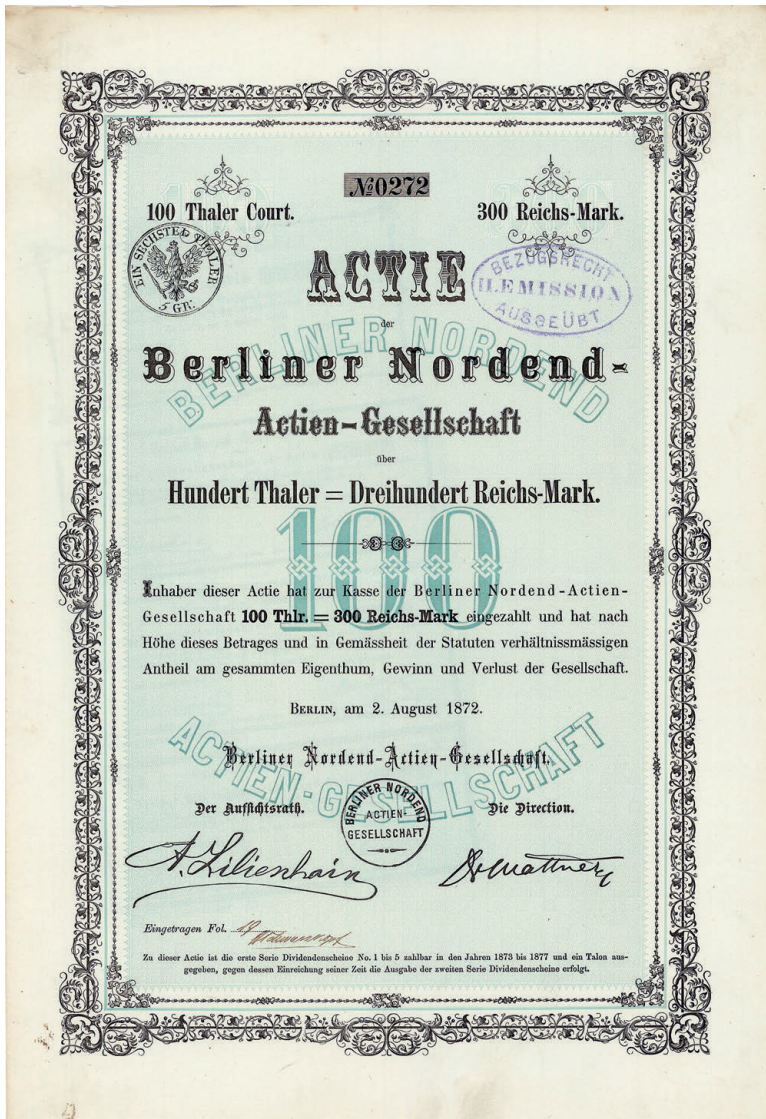 № 0272
100 Thaler Court.
300 Reichs-Mark.
EIN SECHSTEL THALER
5 GR.
BEZUGSRECHT
II. EMISSION
AUSGEÜBT
ACTIE
der
BERLINER NORDEND
Berliner Nordend-
Actien-Gesellschaft
über
Hundert Thaler = Dreihundert Reichs-Mark.
100
Inhaber dieser Actie hat zur Kasse der Berliner Nordend-Actien-
Gesellschaft 100 Thlr. = 300 Reichs-Mark eingezahlt und hat nach
Höhe dieses Betrages und in Gemässheit der Statuten verhältnissmässigen
Antheil am gesammten Eigenthum, Gewinn und Verlust der Gesellschaft.
BERLIN, am 2. August 1872.
ACTIEN-GESELLSCHAFT
Berliner Nordend-Actien-Gesellschaft.
Der Aufsichtsrath.
Die Direction.
BERLINER NORDEND
ACTIEN-
GESELLSCHAFT
A. Lilienhain
Eingetragen Fol.
Zu dieser Actie ist die erste Serie Dividendenscheine No. 1 bis 5 zahlbar in den Jahren 1873 bis 1877 und ein Talon aus-
gegeben, gegen dessen Einreichung seiner Zeit die Ausgabe der zweiten Serie Dividendenscheine erfolgt.